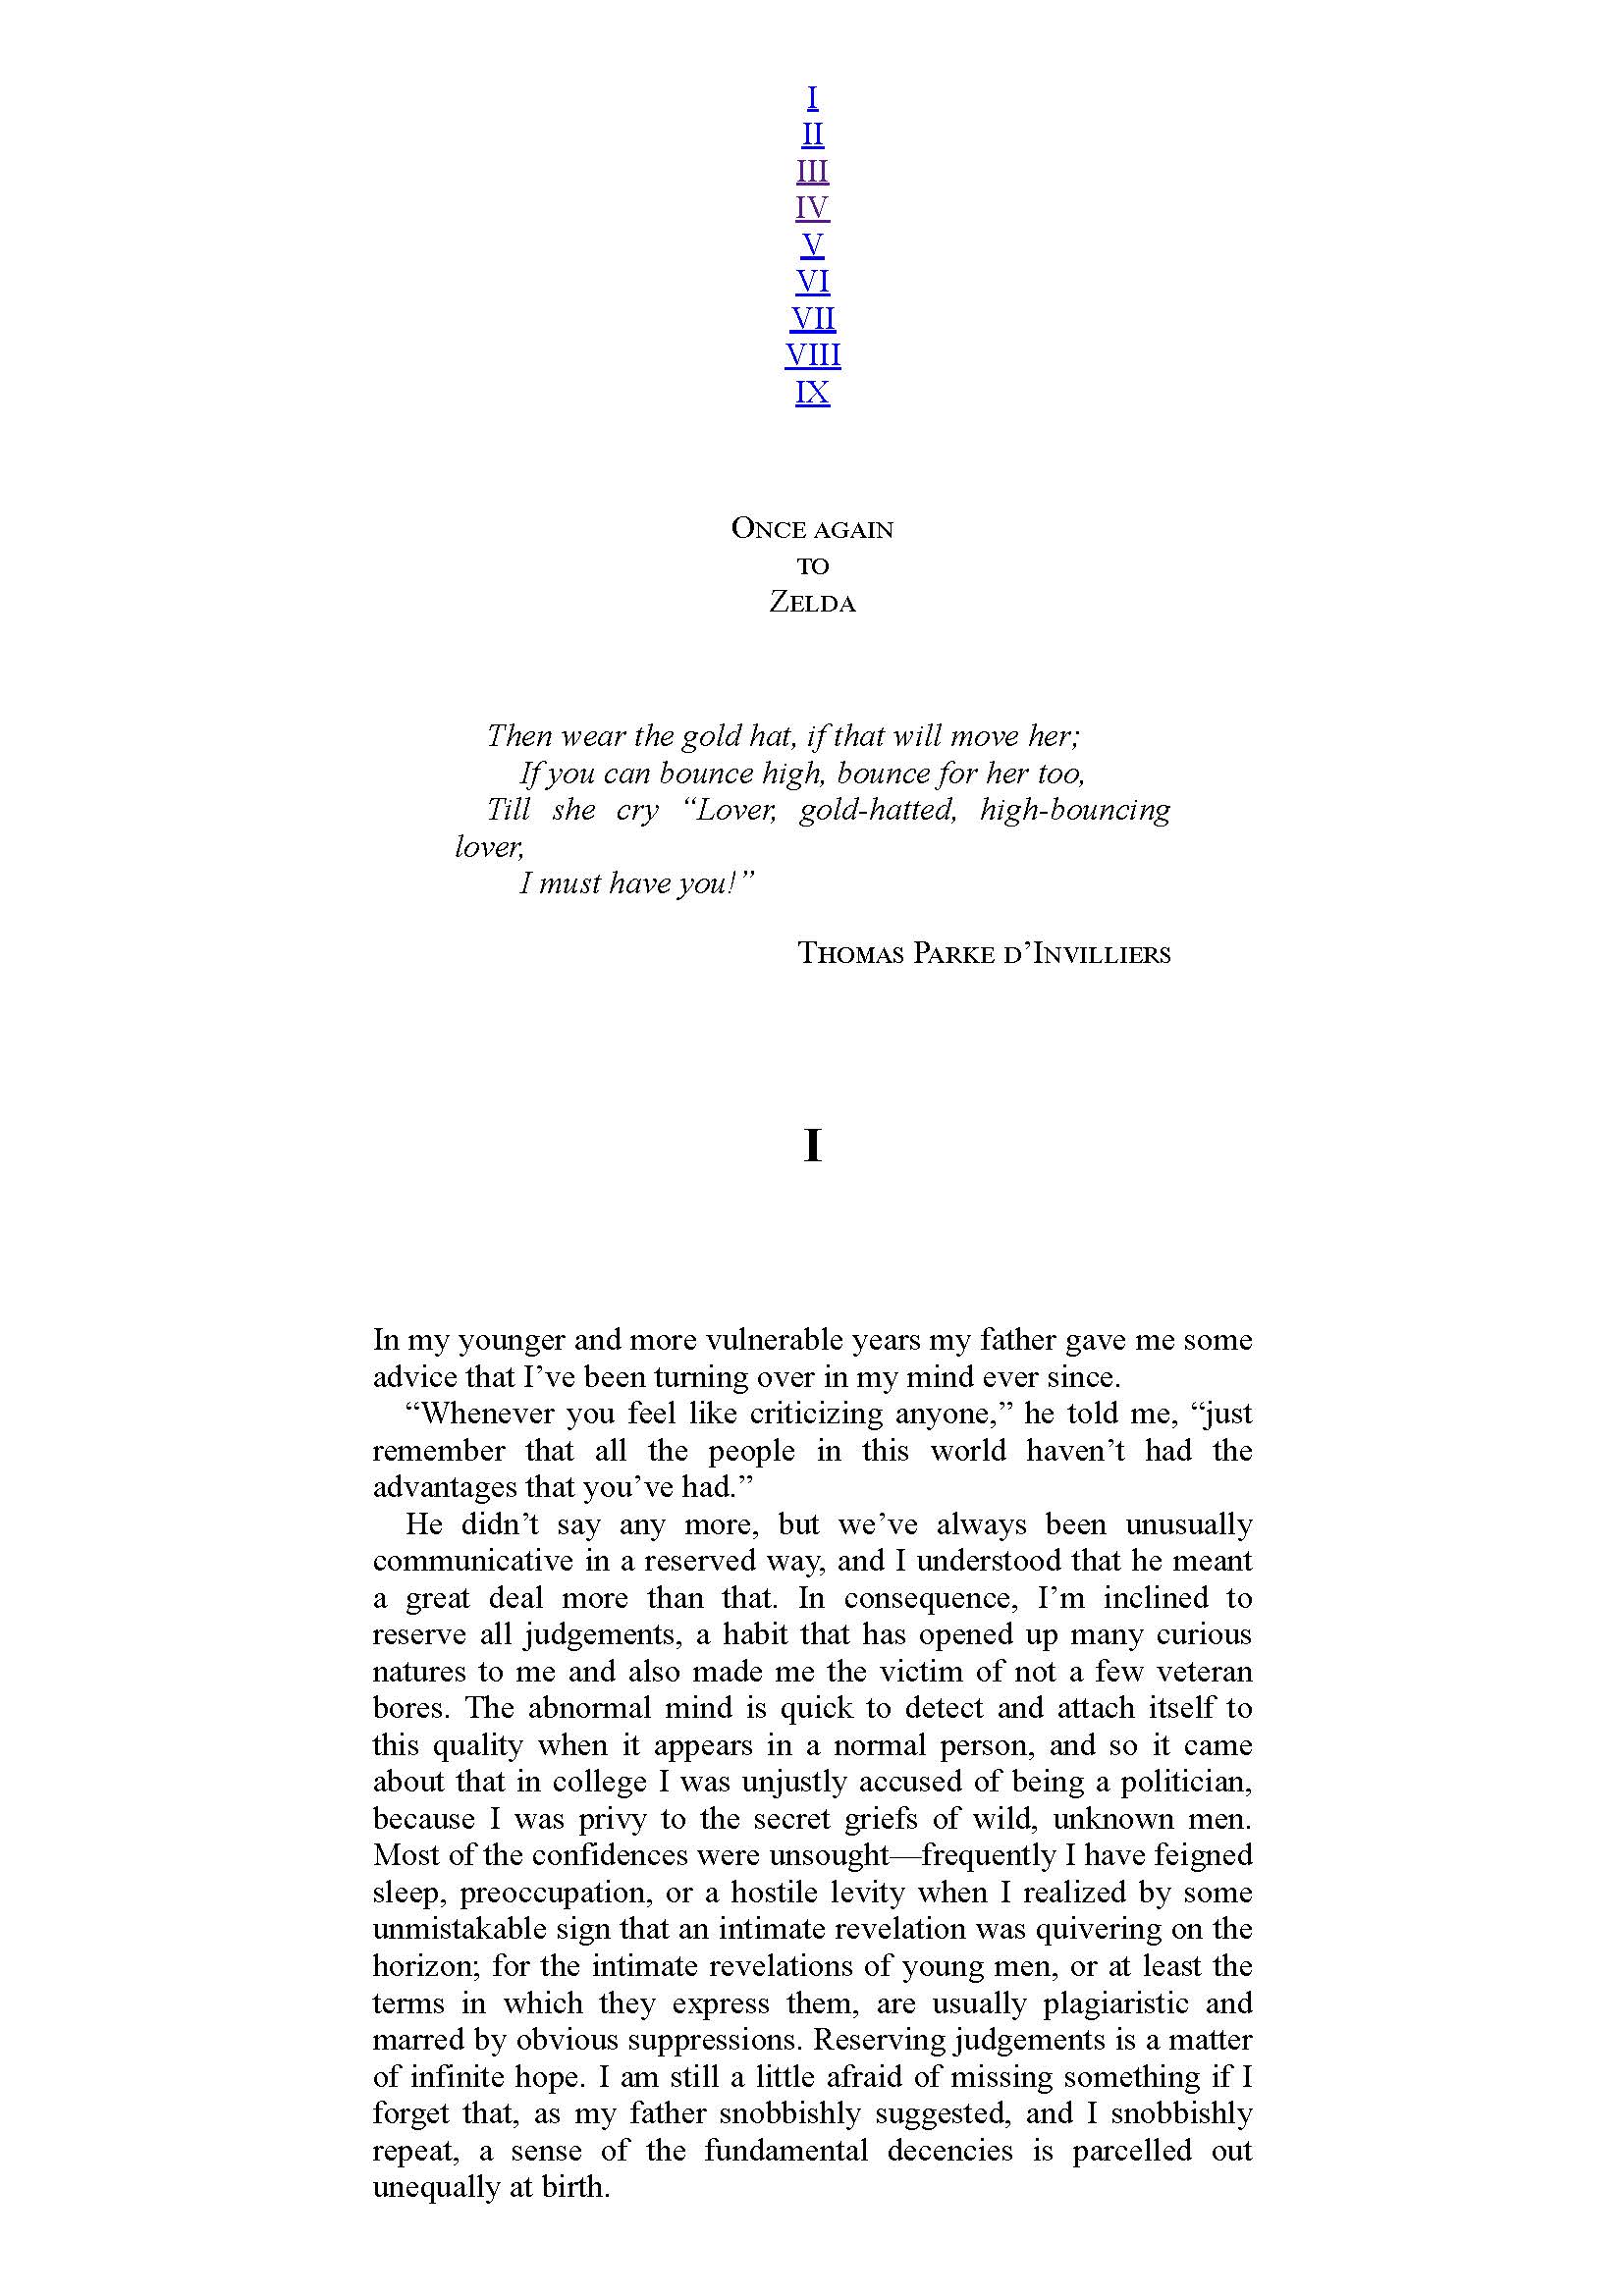 I
II
III
IV
V
VI
VII
VIII
IX
Once again
to
Zelda
Then wear the gold hat, if that will move her;
If you can bounce high, bounce for her too,
Till she cry “Lover, gold-hatted, high-bouncing
lover,
I must have you!”
Thomas Parke d’Invilliers
I
In my younger and more vulnerable years my father gave me some
advice that I’ve been turning over in my mind ever since.
“Whenever you feel like criticizing anyone,” he told me, “just
remember that all the people in this world haven’t had the
advantages that you’ve had.”
He didn’t say any more, but we’ve always been unusually
communicative in a reserved way, and I understood that he meant
a great deal more than that. In consequence, I’m inclined to
reserve all judgements, a habit that has opened up many curious
natures to me and also made me the victim of not a few veteran
bores. The abnormal mind is quick to detect and attach itself to
this quality when it appears in a normal person, and so it came
about that in college I was unjustly accused of being a politician,
because I was privy to the secret griefs of wild, unknown men.
Most of the confidences were unsought—frequently I have feigned
sleep, preoccupation, or a hostile levity when I realized by some
unmistakable sign that an intimate revelation was quivering on the
horizon; for the intimate revelations of young men, or at least the
terms in which they express them, are usually plagiaristic and
marred by obvious suppressions. Reserving judgements is a matter
of infinite hope. I am still a little afraid of missing something if I
forget that, as my father snobbishly suggested, and I snobbishly
repeat, a sense of the fundamental decencies is parcelled out
unequally at birth.